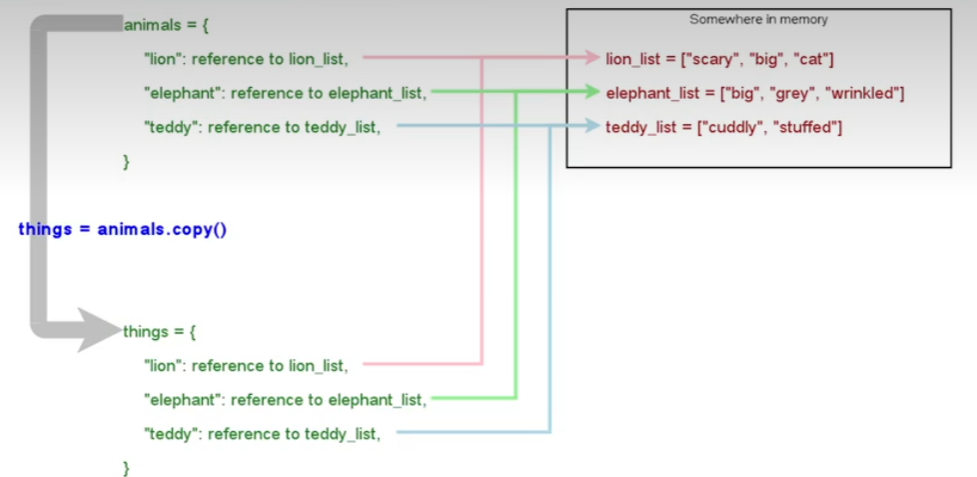 animals = {
"lion": reference to lion_list,
"elephant": reference to elephant_list,
"teddy": reference to teddy_list,
}
Somewhere in memory
lion_list = ["scary", "big", "cat"]
elephant_list = ["big", "grey", "wrinkled"]
teddy_list = ["cuddly", "stuffed"]
things = animals.copy()
things = {
"lion": reference to lion_list,
"elephant": reference to elephant_list,
"teddy": reference to teddy_list,
}